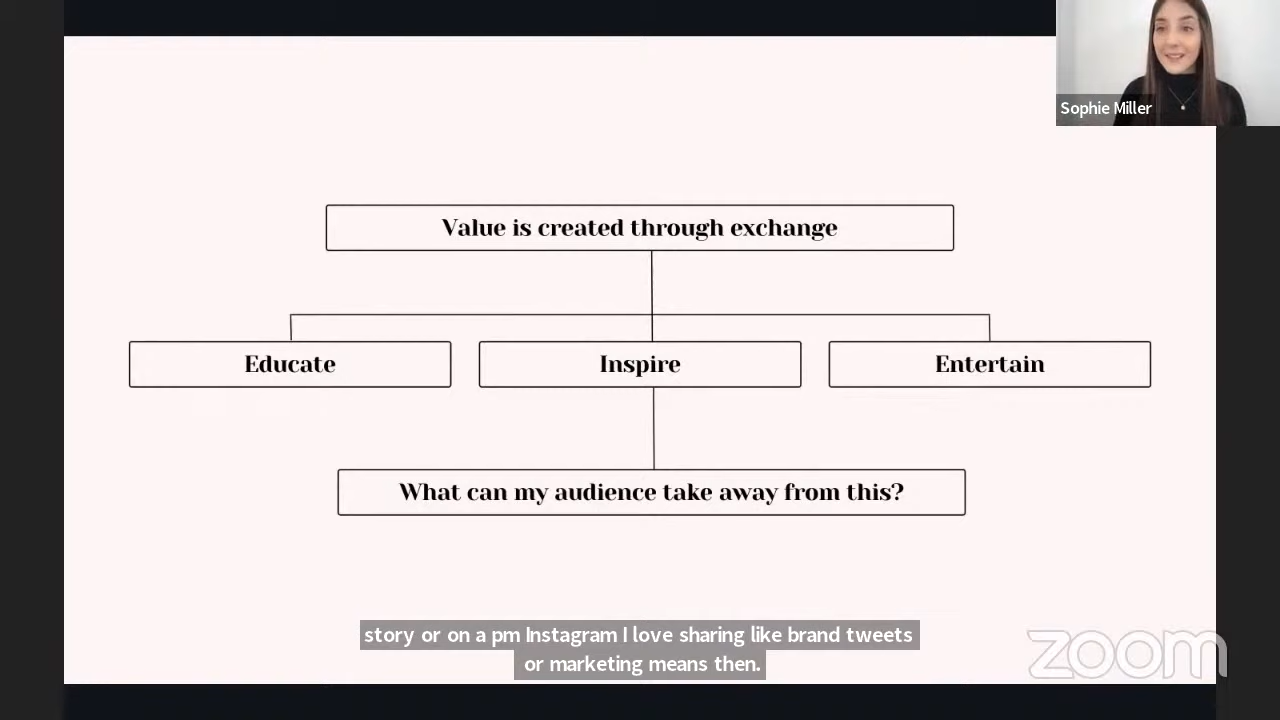 Sophie Miller
Value is created through exchange
Educate
Inspire
Entertain
What can my audience take away from this?
story or on a pm Instagram I love sharing like brand tweets
or marketing means then.
zoom